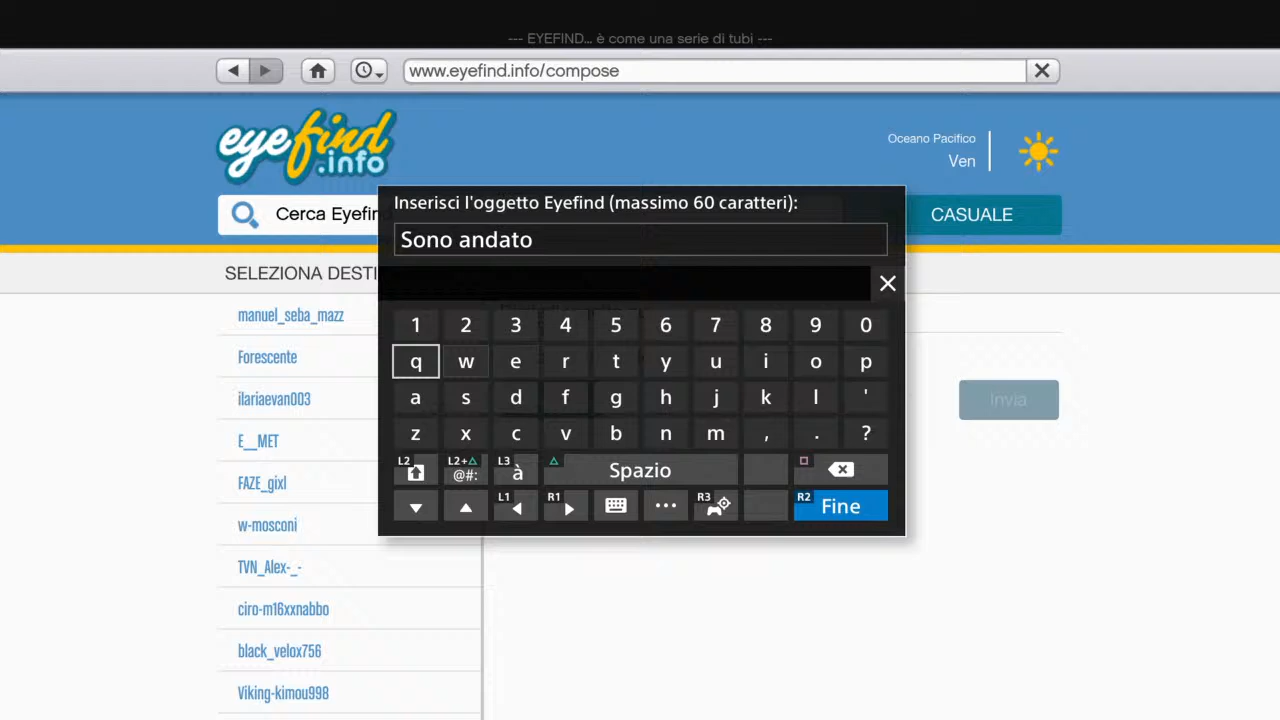 --- EYEFIND... è come una serie di tubi ---
www.eyefind.info/compose
eyefind
.info
Oceano Pacifico
Ven
Cerca Eyefin
CASUALE
Inserisci l'oggetto Eyefind (massimo 60 caratteri):
Sono andato
SELEZIONA DESTI
manuel_seba_mazz
Forescente
ilariaevan003
E__MET
FAZE_gixl
w-mosconi
TVN_Alex-_-
ciro-m16xxnabbo
black_velox756
Viking-kimou998
1 2 3 4 5 6 7 8 9 0
q w e r t y u i o p
a s d f g h j k l '
z x c v b n m , . ?
L2 L2+△ @#: L3 à △ Spazio □
L1 R1 ... R3 R2 Fine
Invia